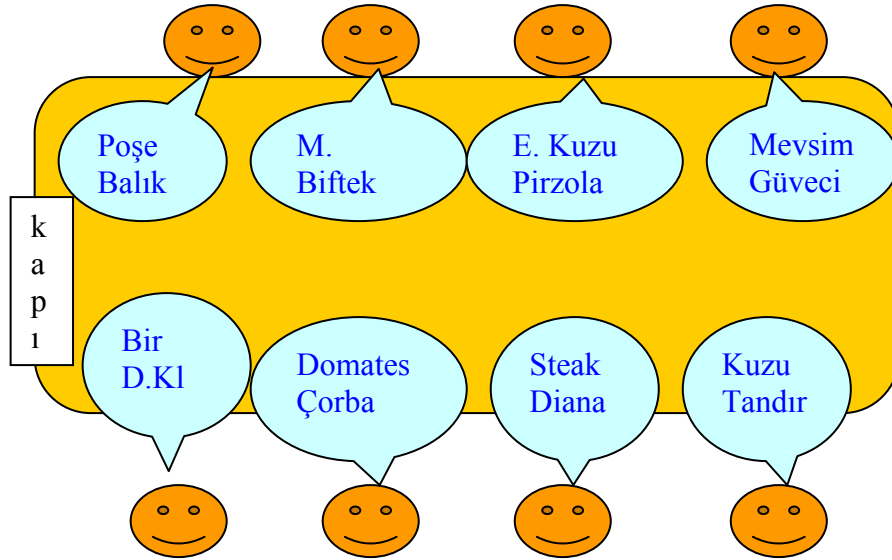 Poşe
Balık
M.
Biftek
E. Kuzu
Pirzola
Mevsim
Güveci
k
a
p
ı
Bir
D.Kl
Domates
Çorba
Steak
Diana
Kuzu
Tandır